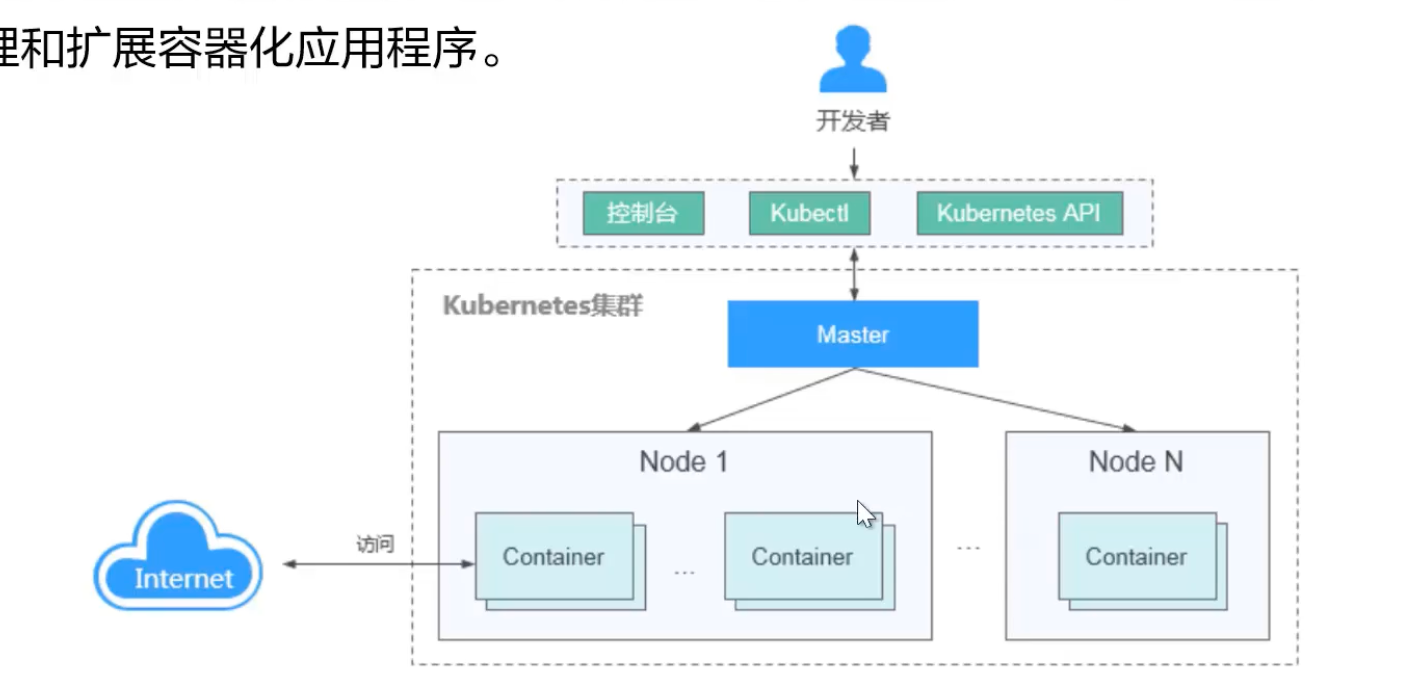 理和扩展容器化应用程序。
开发者
控制台
Kubectl
Kubernetes API
Kubernetes集群
Master
Node 1
Node N
访问
Internet
Container
...
Container
...
Container